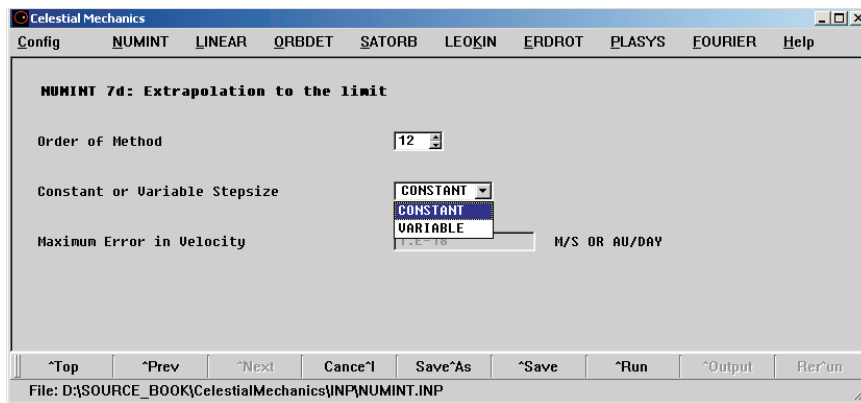 Celestial Mechanics
Config NUMINT LINEAR ORBDET SATORB LEOKIN ERDROT PLASYS FOURIER Help
NUMINT 7d: Extrapolation to the limit
Order of Method 12
Constant or Variable Stepsize CONSTANT
CONSTANT
VARIABLE
Maximum Error in Velocity 1.E-18 M/S OR AU/DAY
^Top ^Prev ^Next Cance^l Save^As ^Save ^Run ^Output Rer^un
File: D:\SOURCE_BOOK\CelestialMechanics\INP\NUMINT.INP